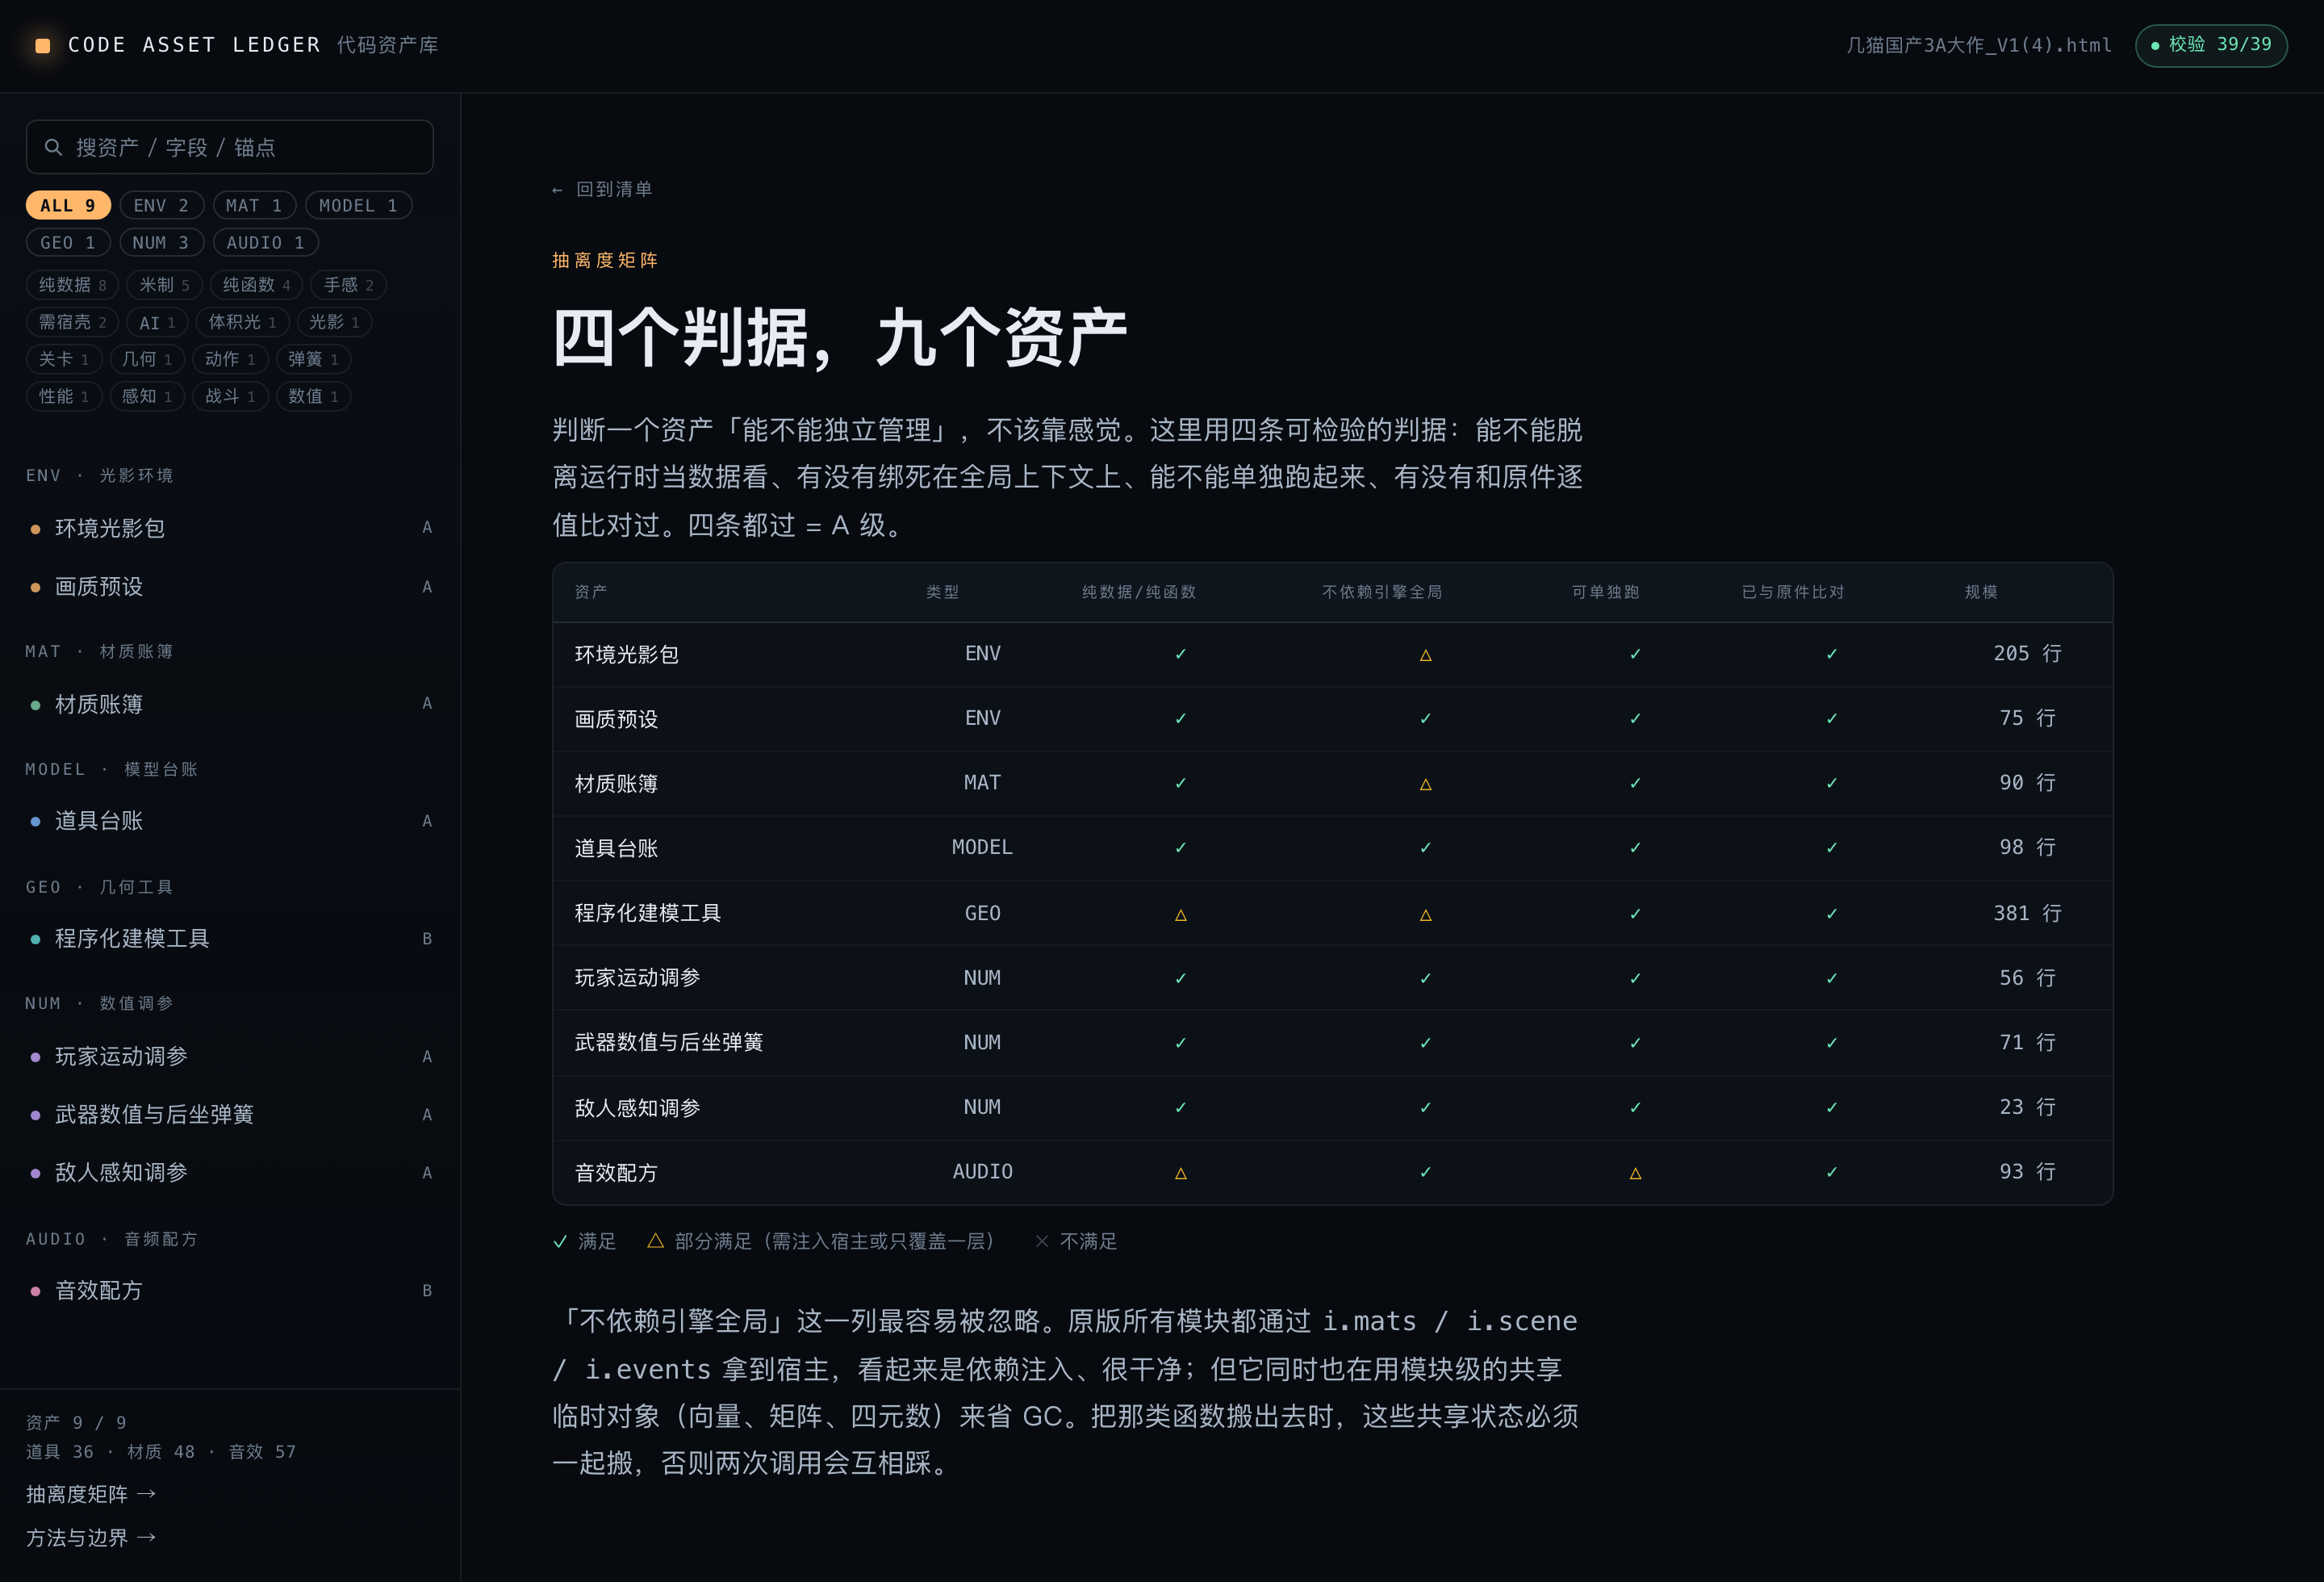 CODE ASSET LEDGER 代码资产库
几猫国产3A大作_V1(4).html
校验 39/39
搜资产 / 字段 / 锚点
ALL 9 ENV 2 MAT 1 MODEL 1
GEO 1 NUM 3 AUDIO 1
纯数据 8 米制 5 纯函数 4 手感 2
需宿壳 2 AI 1 体积光 1 光影 1
关卡 1 几何 1 动作 1 弹簧 1
性能 1 感知 1 战斗 1 数值 1
ENV · 光影环境
环境光影包 A
画质预设 A
MAT · 材质账簿
材质账簿 A
MODEL · 模型台账
道具台账 A
GEO · 几何工具
程序化建模工具 B
NUM · 数值调参
玩家运动调参 A
武器数值与后坐弹簧 A
敌人感知调参 A
AUDIO · 音频配方
音效配方 B
资产 9 / 9
道具 36 · 材质 48 · 音效 57
抽离度矩阵 →
方法与边界 →
← 回到清单
抽离度矩阵
四个判据，九个资产
判断一个资产「能不能独立管理」，不该靠感觉。这里用四条可检验的判据：能不能脱
离运行时当数据看、有没有绑死在全局上下文上、能不能单独跑起来、有没有和原件逐
值比对过。四条都过 = A 级。
资产 类型 纯数据/纯函数 不依赖引擎全局 可单独跑 已与原件比对 规模
环境光影包 ENV ✓ △ ✓ ✓ 205 行
画质预设 ENV ✓ ✓ ✓ ✓ 75 行
材质账簿 MAT ✓ △ ✓ ✓ 90 行
道具台账 MODEL ✓ ✓ ✓ ✓ 98 行
程序化建模工具 GEO △ △ ✓ ✓ 381 行
玩家运动调参 NUM ✓ ✓ ✓ ✓ 56 行
武器数值与后坐弹簧 NUM ✓ ✓ ✓ ✓ 71 行
敌人感知调参 NUM ✓ ✓ ✓ ✓ 23 行
音效配方 AUDIO △ ✓ △ ✓ 93 行
✓ 满足 △ 部分满足（需注入宿主或只覆盖一层） × 不满足
「不依赖引擎全局」这一列最容易被忽略。原版所有模块都通过 i.mats / i.scene
/ i.events 拿到宿主，看起来是依赖注入、很干净；但它同时也在用模块级的共享
临时对象（向量、矩阵、四元数）来省 GC。把那类函数搬出去时，这些共享状态必须
一起搬，否则两次调用会互相踩。